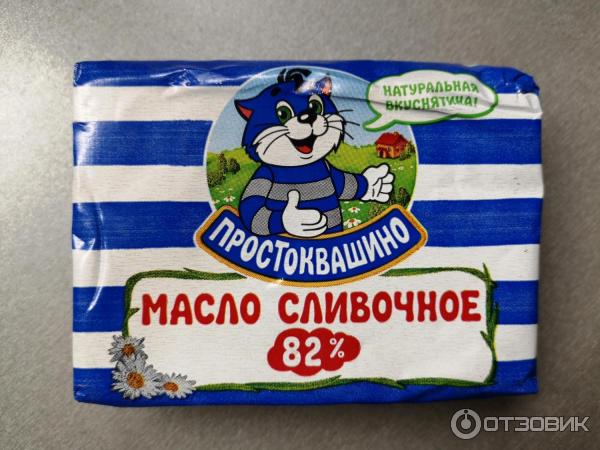 НАТУРАЛЬНАЯ
ВКУСНЯТИНА!
ПРОСТОКВАШИНО
МАСЛО СЛИВОЧНОЕ
82%
ОТЗОВИК